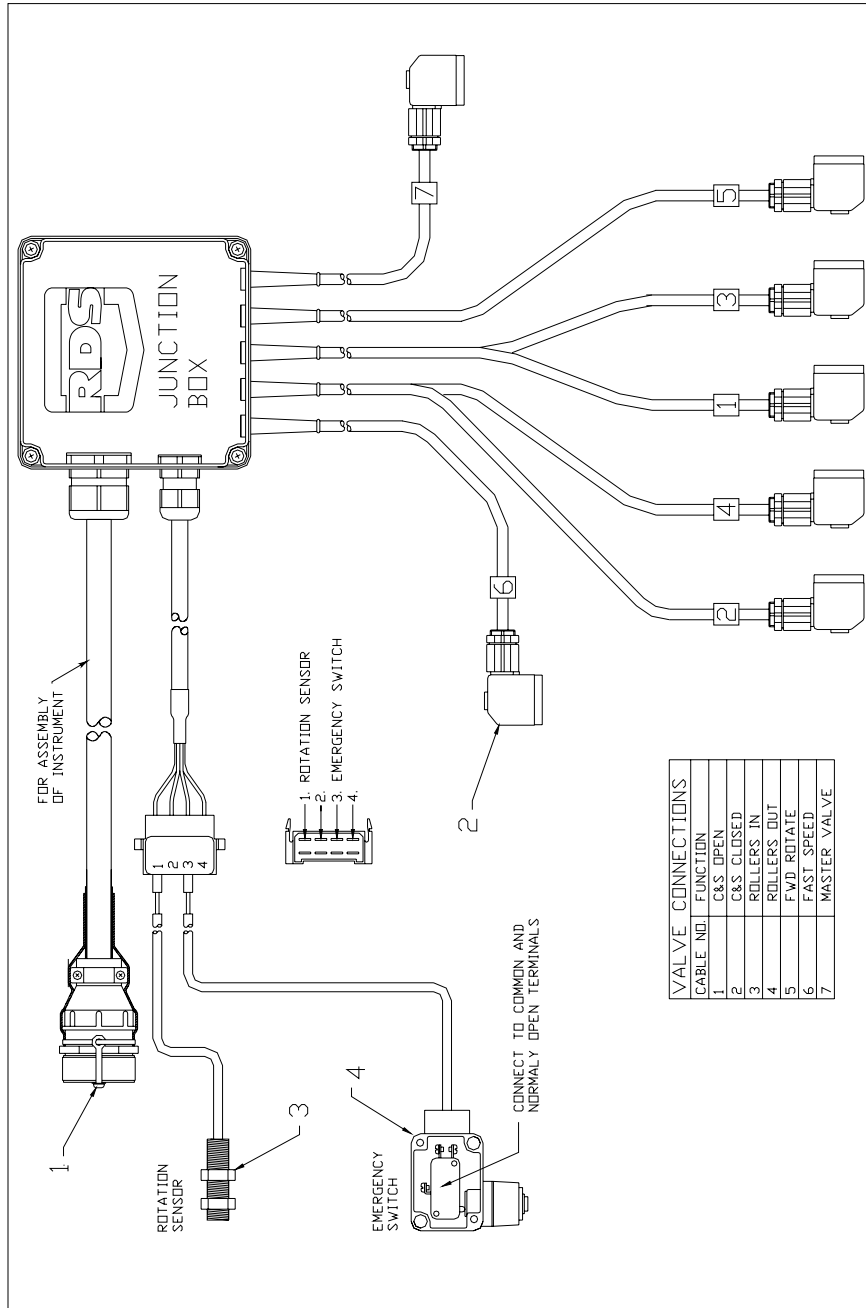 FOR ASSEMBLY
OF INSTRUMENT
1
RDS
JUNCTION
BOX
1
2
3
4
1. ROTATION SENSOR
2.
3. EMERGENCY SWITCH
4.
ROTATION
SENSOR
3
EMERGENCY
SWITCH
4
CONNECT TO COMMON AND
NORMALY OPEN TERMINALS
2
6
7
2
4
1
3
5
VALVE CONNECTIONS
CABLE NO. FUNCTION
1 C&S OPEN
2 C&S CLOSED
3 ROLLERS IN
4 ROLLERS OUT
5 FWD ROTATE
6 FAST SPEED
7 MASTER VALVE